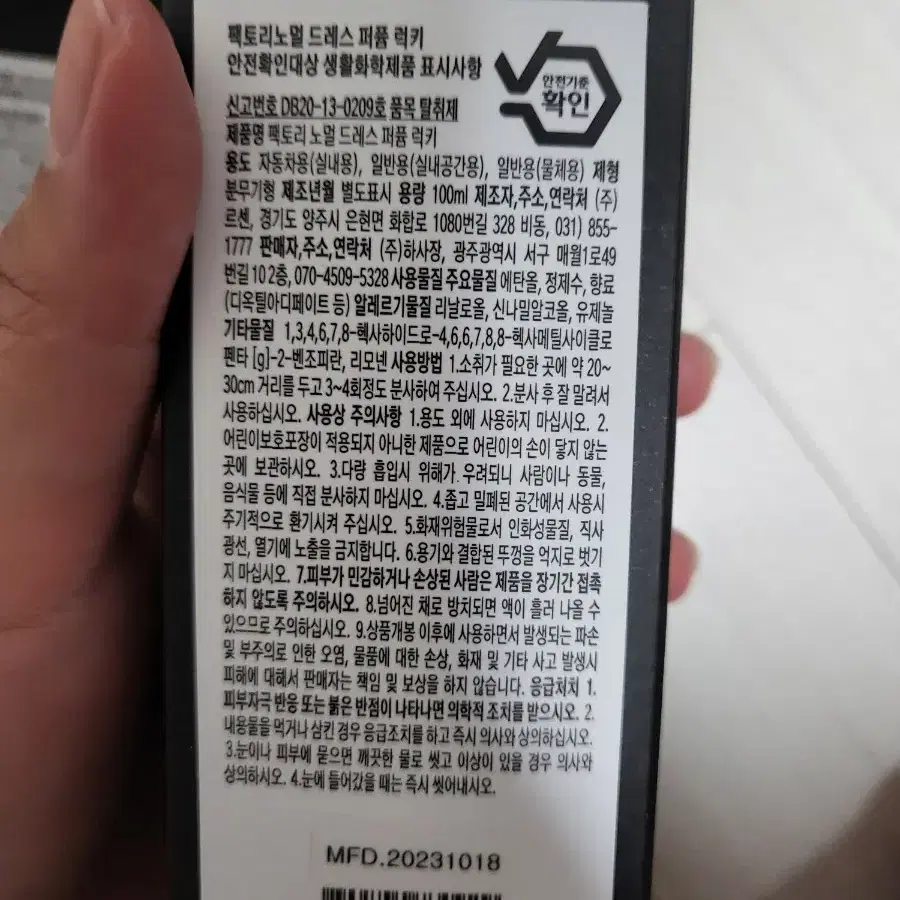 팩토리노멀 드레스 퍼퓸 럭키
안전확인대상 생활화학제품 표시사항
안전기준
확인
신고번호 DB20-13-0209호 품목 탈취제
제품명 팩토리 노멀 드레스 퍼퓸 럭키
용도 자동차용(실내용), 일반용(실내공간용), 일반용(물체용) 제형
분무기형 제조년월 별도표시 용량 100ml 제조자,주소,연락처 (주)
르센, 경기도 양주시 은현면 화합로 1080번길 328 비동, 031) 855-
1777 판매자,주소,연락처 (주)하사장, 광주광역시 서구 매월1로49
번길 10 2층, 070-4509-5328 사용물질 주요물질 에탄올, 정제수, 향료
(디옥틸아디페이트 등) 알레르기물질 리날로올, 신나밀알코올, 유제놀
기타물질 1,3,4,6,7,8-헥사하이드로-4,6,6,7,8,8-헥사메틸사이클로
펜타 [g]-2-벤조피란, 리모넨 사용방법 1.소취가 필요한 곳에 약 20~
30cm 거리를 두고 3~4회정도 분사하여 주십시오. 2.분사 후 잘 말려서
사용하십시오. 사용상 주의사항 1.용도 외에 사용하지 마십시오. 2.
어린이보호포장이 적용되지 아니한 제품으로 어린이의 손이 닿지 않는
곳에 보관하시오. 3.다량 흡입시 위해가 우려되니 사람이나 동물,
음식물 등에 직접 분사하지 마십시오. 4.좁고 밀폐된 공간에서 사용시
주기적으로 환기시켜 주십시오. 5.화재위험물로서 인화성물질, 직사
광선, 열기에 노출을 금지합니다. 6.용기와 결합된 뚜껑을 억지로 벗기
지 마십시오. 7.피부가 민감하거나 손상된 사람은 제품을 장기간 접촉
하지 않도록 주의하시오. 8.넘어진 채로 방치되면 액이 흘러 나올 수
있으므로 주의하십시오. 9.상품개봉 이후에 사용하면서 발생되는 파손
및 부주의로 인한 오염, 물품에 대한 손상, 화재 및 기타 사고 발생시
피해에 대해서 판매자는 책임 및 보상을 하지 않습니다. 응급처치 1.
피부자극 반응 또는 붉은 반점이 나타나면 의학적 조치를 받으시오. 2.
내용물을 먹거나 삼킨 경우 응급조치를 하고 즉시 의사와 상의하십시오.
3.눈이나 피부에 묻으면 깨끗한 물로 씻고 이상이 있을 경우 의사와
상의하시오. 4.눈에 들어갔을 때는 즉시 씻어내시오.
MFD.20231018